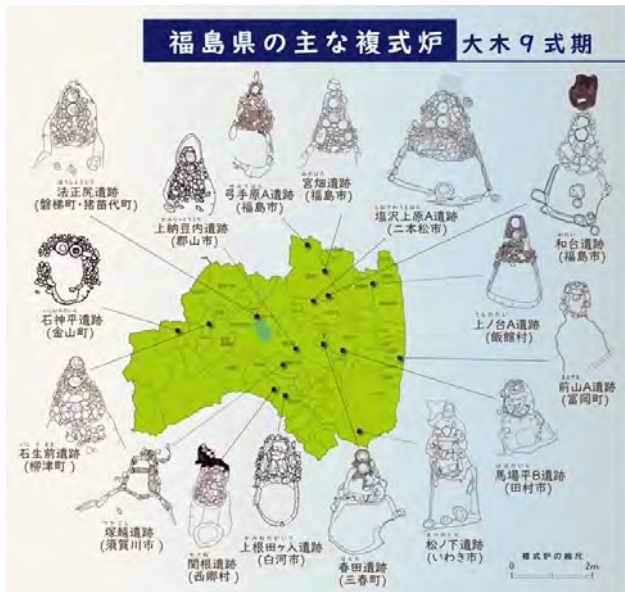 福島県の主な複式炉 大木9式期
法正尻遺跡
(磐梯町・猪苗代町)
上納豆内遺跡
(郡山市)
弓手原A遺跡
(福島市)
宮畑遺跡
(福島市)
塩沢上原A遺跡
(二本松市)
和台遺跡
(福島市)
石神平遺跡
(金山町)
上ノ台A遺跡
(飯館村)
前山A遺跡
(富岡町)
石生前遺跡
(柳津町)
馬場平B遺跡
(田村市)
塚越遺跡
(須賀川市)
関根遺跡
(西郷村)
上根田ヶ入遺跡
(白河市)
春田遺跡
(三春町)
松ノ下遺跡
(いわき市)
複式炉の縮尺
0 2m